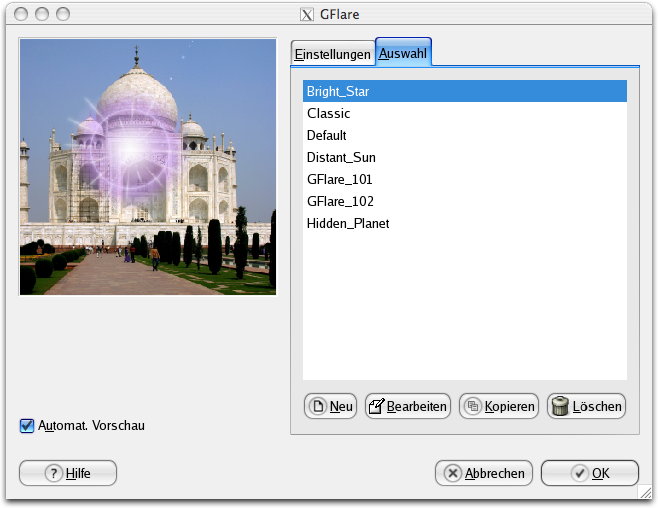 GFlare
Einstellungen Auswahl
Bright_Star
Classic
Default
Distant_Sun
GFlare_101
GFlare_102
Hidden_Planet
Neu Bearbeiten Kopieren Löschen
Automat. Vorschau
Hilfe Abbrechen OK